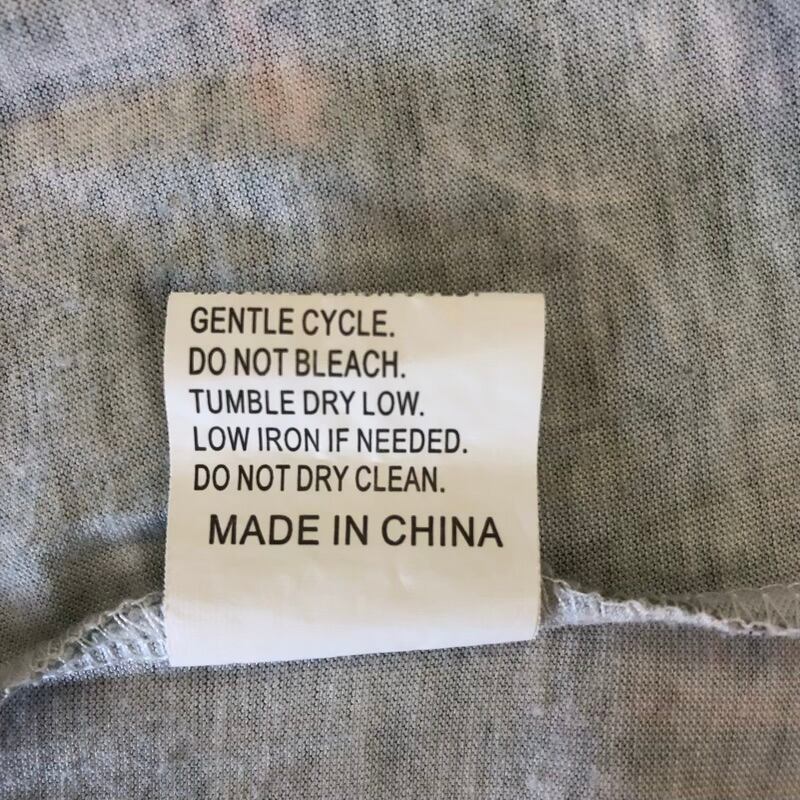 GENTLE CYCLE.
DO NOT BLEACH.
TUMBLE DRY LOW.
LOW IRON IF NEEDED.
DO NOT DRY CLEAN.
MADE IN CHINA